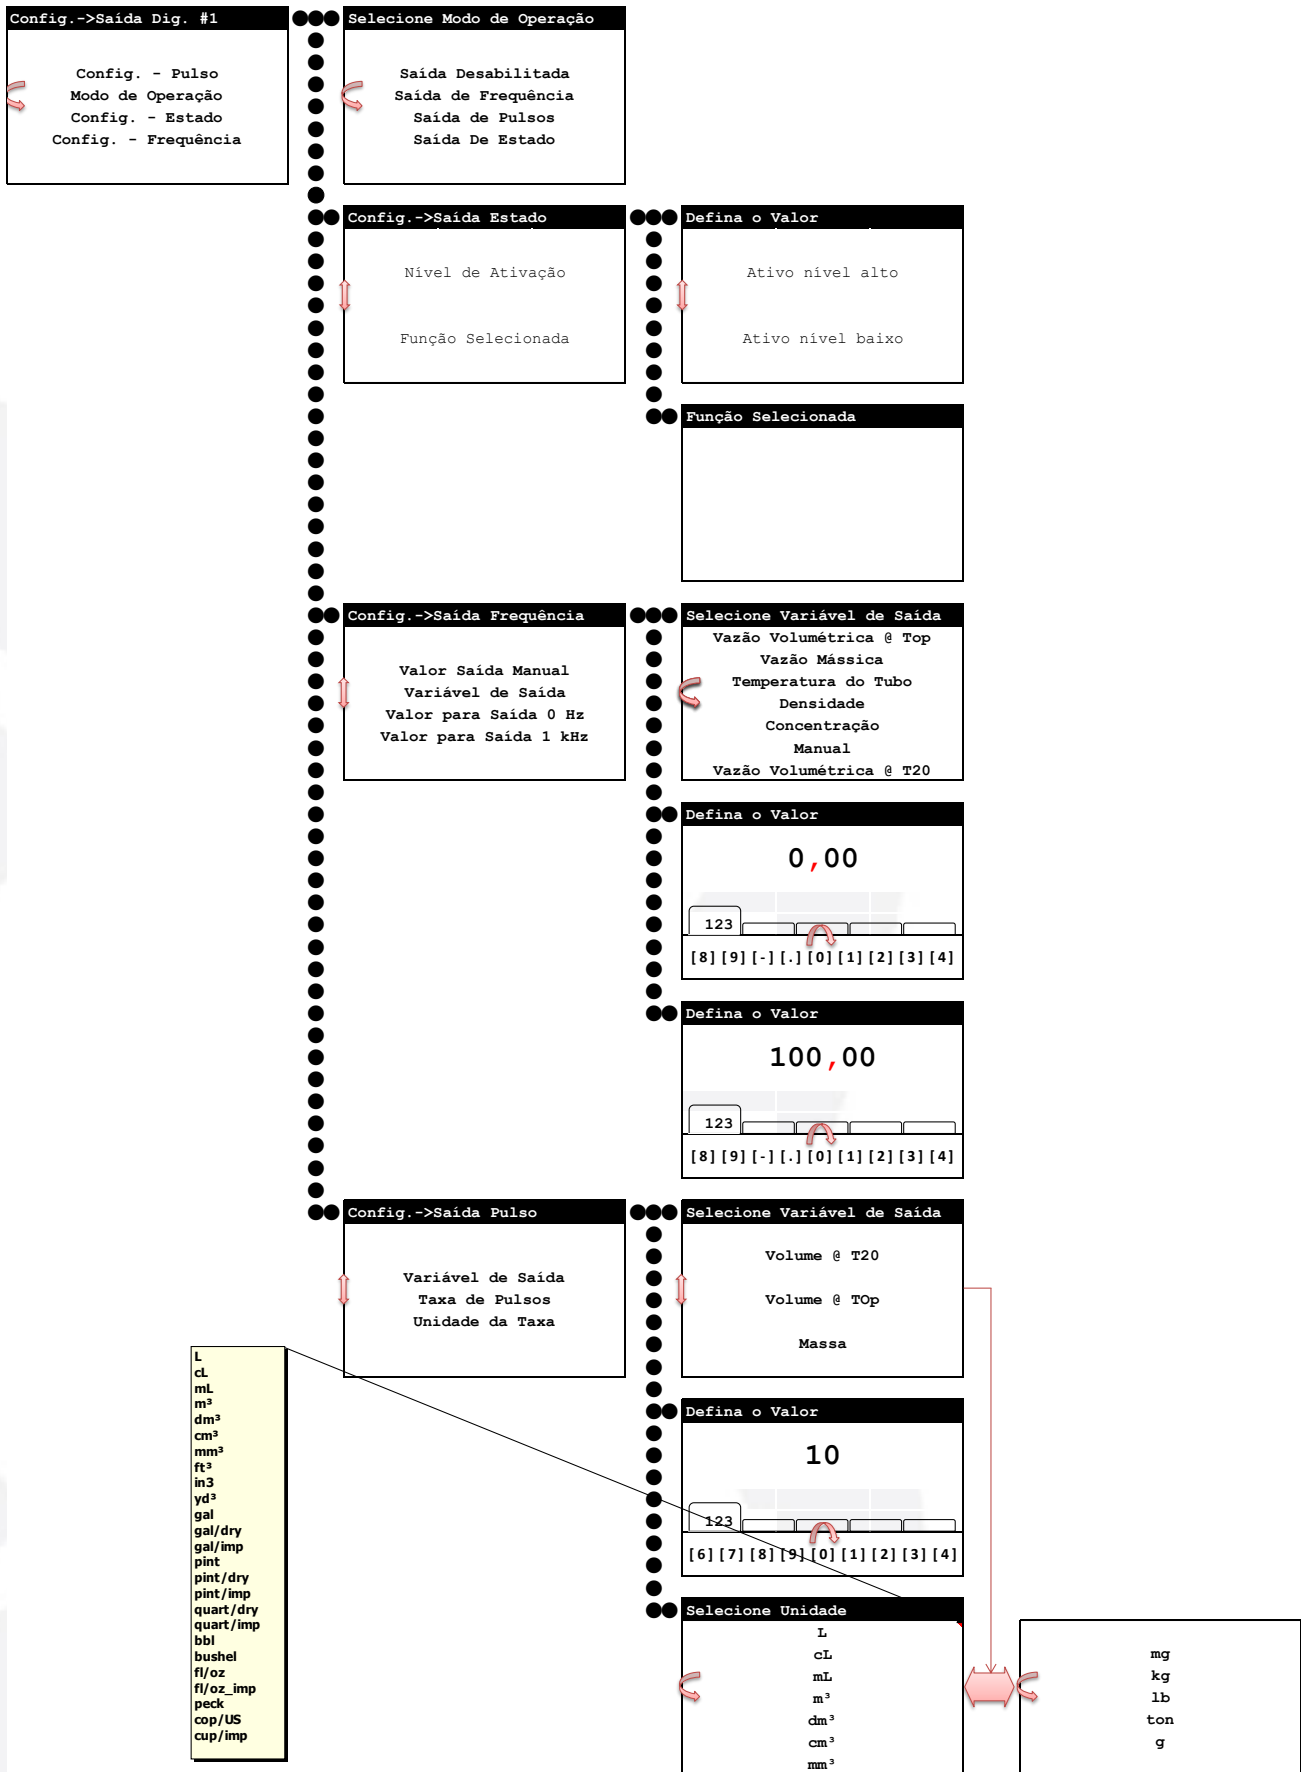 Config.->Saída Dig. #1
Config. - Pulso
Modo de Operação
Config. - Estado
Config. - Frequência
Selecione Modo de Operação
Saída Desabilitada
Saída de Frequência
Saída de Pulsos
Saída De Estado
Config.->Saída Estado
Nível de Ativação
Função Selecionada
Defina o Valor
Ativo nível alto
Ativo nível baixo
Função Selecionada
Config.->Saída Frequência
Valor Saída Manual
Variável de Saída
Valor para Saída 0 Hz
Valor para Saída 1 kHz
Selecione Variável de Saída
Vazão Volumétrica @ Top
Vazão Mássica
Temperatura do Tubo
Densidade
Concentração
Manual
Vazão Volumétrica @ T20
Defina o Valor
0,00
123
[8][9][-][.][0][1][2][3][4]
Defina o Valor
100,00
123
[8][9][-][.][0][1][2][3][4]
Config.->Saída Pulso
Variável de Saída
Taxa de Pulsos
Unidade da Taxa
Selecione Variável de Saída
Volume @ T20
Volume @ TOp
Massa
Defina o Valor
10
123
[6][7][8][9][0][1][2][3][4]
L
cL
mL
m³
dm³
cm³
mm³
ft³
in3
yd³
gal
gal/dry
gal/imp
pint
pint/dry
pint/imp
quart/dry
quart/imp
bbl
bushel
fl/oz
fl/oz_imp
peck
cop/US
cup/imp
Selecione Unidade
L
cL
mL
m³
dm³
cm³
mm³
mg
kg
lb
ton
g